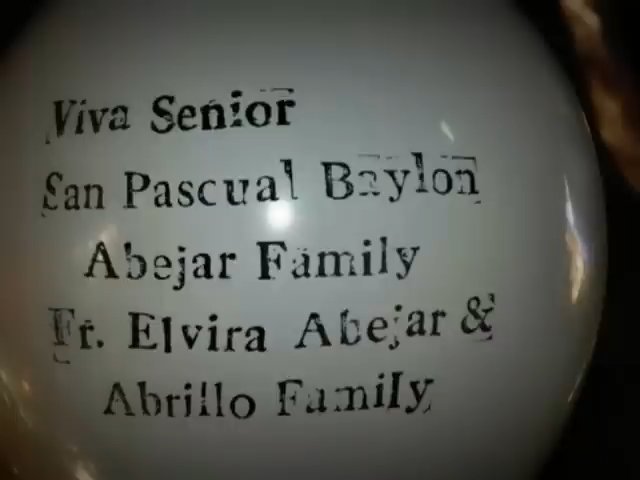 Viva Senior
San Pascual Baylon
Abejar Family
Fr. Elvira Abejar &
Abrillo Family